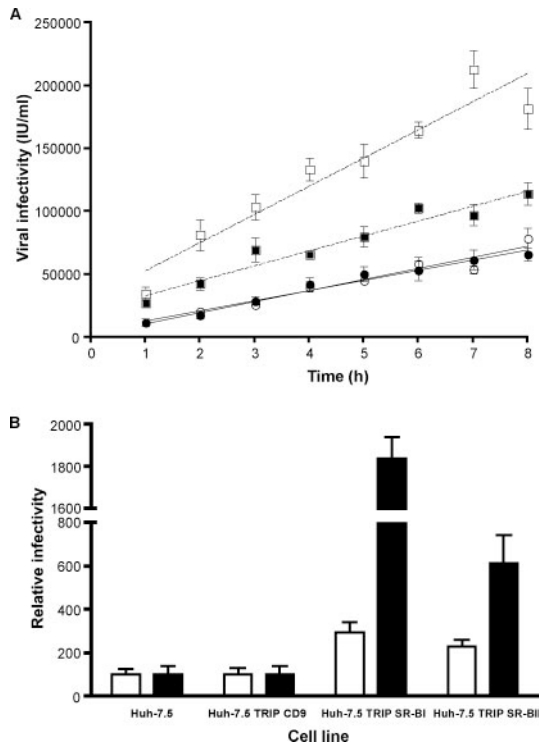 A
Viral infectivity (IU/ml)
250000
200000
150000
100000
50000
0
0 1 2 3 4 5 6 7 8
Time (h)
B
Relative infectivity
2000
1800
1600
800
600
400
200
0
Huh-7.5 Huh-7.5 TRIP CD9 Huh-7.5 TRIP SR-BI Huh-7.5 TRIP SR-BII
Cell line